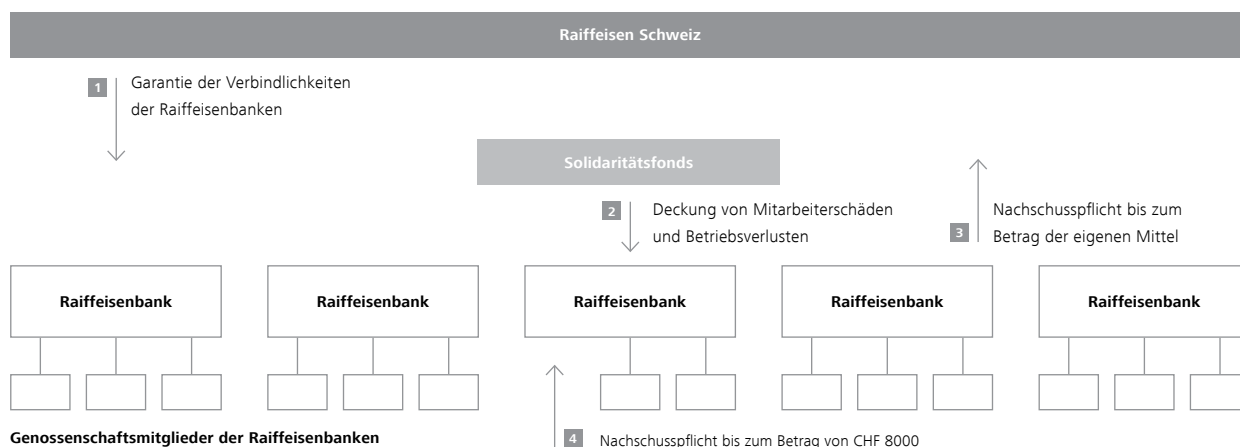 Raiffeisen Schweiz
1 Garantie der Verbindlichkeiten
der Raiffeisenbanken
Solidaritätsfonds
2 Deckung von Mitarbeiterschäden
und Betriebsverlusten
3 Nachschusspflicht bis zum
Betrag der eigenen Mittel
Raiffeisenbank
Raiffeisenbank
Raiffeisenbank
Raiffeisenbank
Raiffeisenbank
Genossenschaftsmitglieder der Raiffeisenbanken
4 Nachschusspflicht bis zum Betrag von CHF 8000